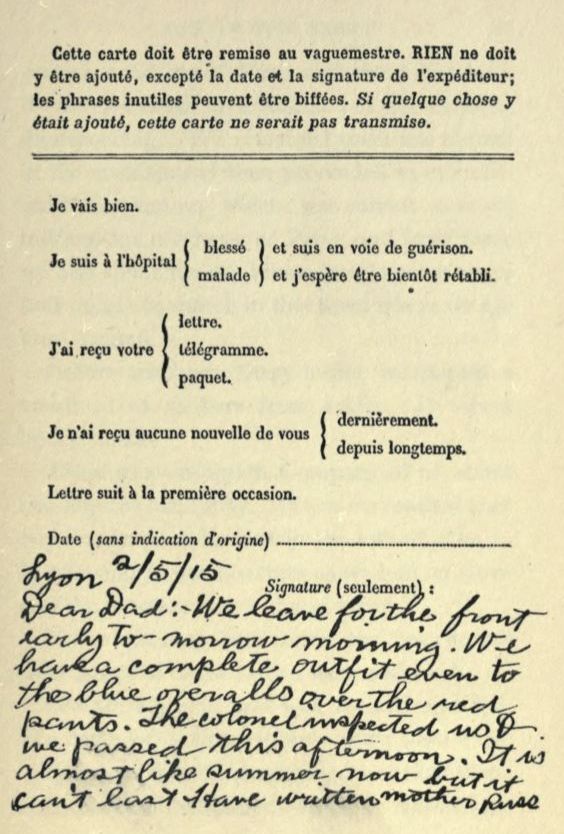 Cette carte doit être remise au vaguemestre. RIEN ne doit
y être ajouté, excepté la date et la signature de l'expéditeur;
les phrases inutiles peuvent être biffées. Si quelque chose y
était ajouté, cette carte ne serait pas transmise.
Je vais bien.
Je suis à l'hôpital { blessé } et suis en voie de guérison.
malade } et j'espère être bientôt rétabli.
J'ai reçu votre { lettre.
télégramme.
paquet.
Je n'ai reçu aucune nouvelle de vous { dernièrement.
depuis longtemps.
Lettre suit à la première occasion.
Date (sans indication d'origine)
Lyon 2/5/15
Signature (seulement) :
Dear Dad:- We leave for the front
early to-morrow morning. We
have a complete outfit even to
the blue overalls over the red
pants. The colonel inspected us &
we passed this afternoon. It is
almost like summer now but it
can't last Have written mother Russ